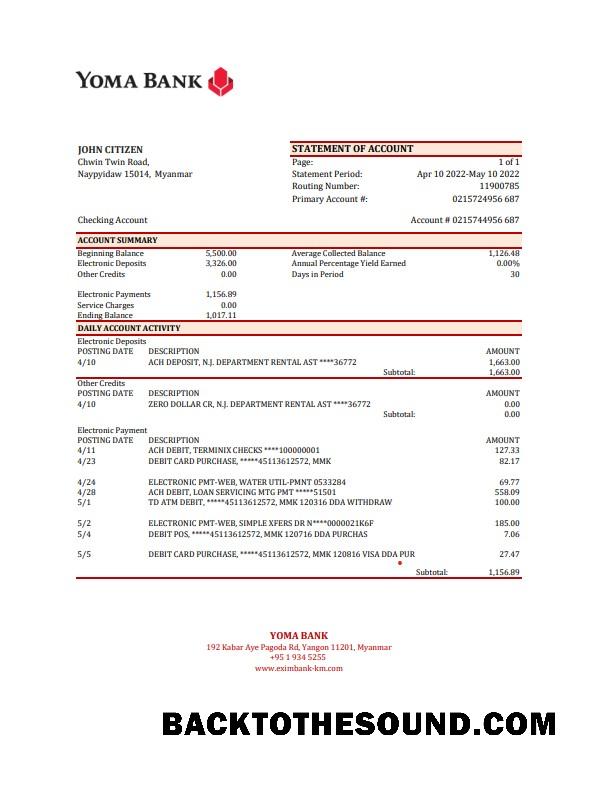 YOMA BANK
JOHN CITIZEN
Chwin Twin Road,
Naypyidaw 15014, Myanmar
STATEMENT OF ACCOUNT
Page: 1 of 1
Statement Period: Apr 10 2022-May 10 2022
Routing Number: 11900785
Primary Account #: 0215724956 687
Checking Account Account # 0215744956 687
ACCOUNT SUMMARY
Beginning Balance 5,500.00 Average Collected Balance 1,126.48
Electronic Deposits 3,326.00 Annual Percentage Yield Earned 0.00%
Other Credits 0.00 Days in Period 30
Electronic Payments 1,156.89
Service Charges 0.00
Ending Balance 1,017.11
DAILY ACCOUNT ACTIVITY
Electronic Deposits
POSTING DATE DESCRIPTION AMOUNT
4/10 ACH DEPOSIT, N.J. DEPARTMENT RENTAL AST ****36772 1,663.00
Subtotal: 1,663.00
Other Credits
POSTING DATE DESCRIPTION AMOUNT
4/10 ZERO DOLLAR CR, N.J. DEPARTMENT RENTAL AST ****36772 0.00
Subtotal: 0.00
Electronic Payment
POSTING DATE DESCRIPTION AMOUNT
4/11 ACH DEBIT, TERMINIX CHECKS ****100000001 127.33
4/23 DEBIT CARD PURCHASE, *****45113612572, MMK 82.17
4/24 ELECTRONIC PMT-WEB, WATER UTIL-PMNT 0533284 69.77
4/28 ACH DEBIT, LOAN SERVICING MTG PMT *****51501 558.09
5/1 TD ATM DEBIT, *****45113612572, MMK 120316 DDA WITHDRAW 100.00
5/2 ELECTRONIC PMT-WEB, SIMPLE XFERS DR N****0000021K6F 185.00
5/4 DEBIT POS, *****45113612572, MMK 120716 DDA PURCHAS 7.06
5/5 DEBIT CARD PURCHASE, *****45113612572, MMK 120816 VISA DDA PUR 27.47
Subtotal: 1,156.89
YOMA BANK
192 Kabar Aye Pagoda Rd, Yangon 11201, Myanmar
+95 1 934 5255
www.eximbank-km.com
BACKTOTHESOUND.COM